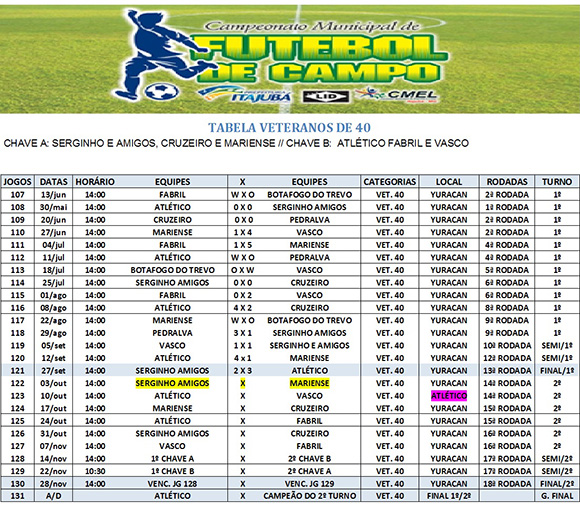 Campeonato Municipal de
FUTEBOL
DE CAMPO
PREFEITURA ITAJUBÁ LID CMEL
TABELA VETERANOS DE 40
CHAVE A: SERGINHO E AMIGOS, CRUZEIRO E MARIENSE // CHAVE B: ATLÉTICO FABRIL E VASCO
JOGOS DATAS HORÁRIO EQUIPES X EQUIPES CATEGORIAS LOCAL RODADAS TURNO
107 13/jun 14:00 FABRIL W X O BOTAFOGO DO TREVO VET. 40 YURACAN 2ª RODADA 1º
108 30/mai 14:00 ATLÉTICO 0 X 0 SERGINHO AMIGOS VET. 40 YURACAN 1ª RODADA 1º
109 20/jun 14:00 CRUZEIRO 0 X 0 PEDRALVA VET. 40 YURACAN 3ª RODADA 1º
110 27/jun 14:00 MARIENSE 1 X 4 VASCO VET. 40 YURACAN 3ª RODADA 1º
111 04/jul 14:00 FABRIL 1 X 5 MARIENSE VET. 40 YURACAN 4ª RODADA 1º
112 11/jul 14:00 ATLÉTICO W X O PEDRALVA VET. 40 YURACAN 4ª RODADA 1º
113 18/jul 14:00 BOTAFOGO DO TREVO O X W VASCO VET. 40 YURACAN 5ª RODADA 1º
114 25/jul 14:00 SERGINHO AMIGOS 0 X 0 CRUZEIRO VET. 40 YURACAN 6ª RODADA 1º
115 01/ago 14:00 FABRIL 0 X 2 VASCO VET. 40 YURACAN 6ª RODADA 1º
116 08/ago 14:00 ATLÉTICO 4 X 2 CRUZEIRO VET. 40 YURACAN 8ª RODADA 1º
117 22/ago 14:00 MARIENSE W X O BOTAFOGO DO TREVO VET. 40 YURACAN 9ª RODADA 1º
118 29/ago 14:00 PEDRALVA 3 X 1 SERGINHO AMIGOS VET. 40 YURACAN 9ª RODADA 1º
119 05/set 14:00 VASCO 1 X 1 SERGINHO E AMIGOS VET. 40 YURACAN 10ª RODADA SEMI/1º
120 12/set 14:00 ATLÉTICO 4 x 1 MARIENSE VET. 40 YURACAN 12ª RODADA SEMI/1º
121 27/set 14:00 SERGINHO AMIGOS 2 X 3 ATLÉTICO VET. 40 YURACAN 13ª RODADA FINAL/1º
122 03/out 14:00 SERGINHO AMIGOS X MARIENSE VET. 40 YURACAN 14ª RODADA 2º
123 10/out 14:00 ATLÉTICO X VASCO VET. 40 ATLÉTICO 14ª RODADA 2º
124 17/out 14:00 MARIENSE X CRUZEIRO VET. 40 YURACAN 15ª RODADA 2º
125 24/out 14:00 ATLÉTICO X FABRIL VET. 40 YURACAN 15ª RODADA 2º
126 31/out 14:00 SERGINHO AMIGOS X CRUZEIRO VET. 40 YURACAN 16ª RODADA 2º
127 07/nov 14:00 VASCO X FABRIL VET. 40 YURACAN 16ª RODADA 2º
128 14/nov 14:00 1º CHAVE A X 2º CHAVE B VET. 40 YURACAN 17ª RODADA SEMI/2º
129 22/nov 10:30 1º CHAVE B X 2º CHAVE A VET. 40 YURACAN 17ª RODADA SEMI/2º
130 28/nov 14:00 VENC. JG 128 X VENC. JG 129 VET. 40 YURACAN 18ª RODADA FINAL/2º
131 A/D ATLÉTICO X CAMPEÃO DO 2º TURNO VET. 40 FINAL 1º/2º G. FINAL